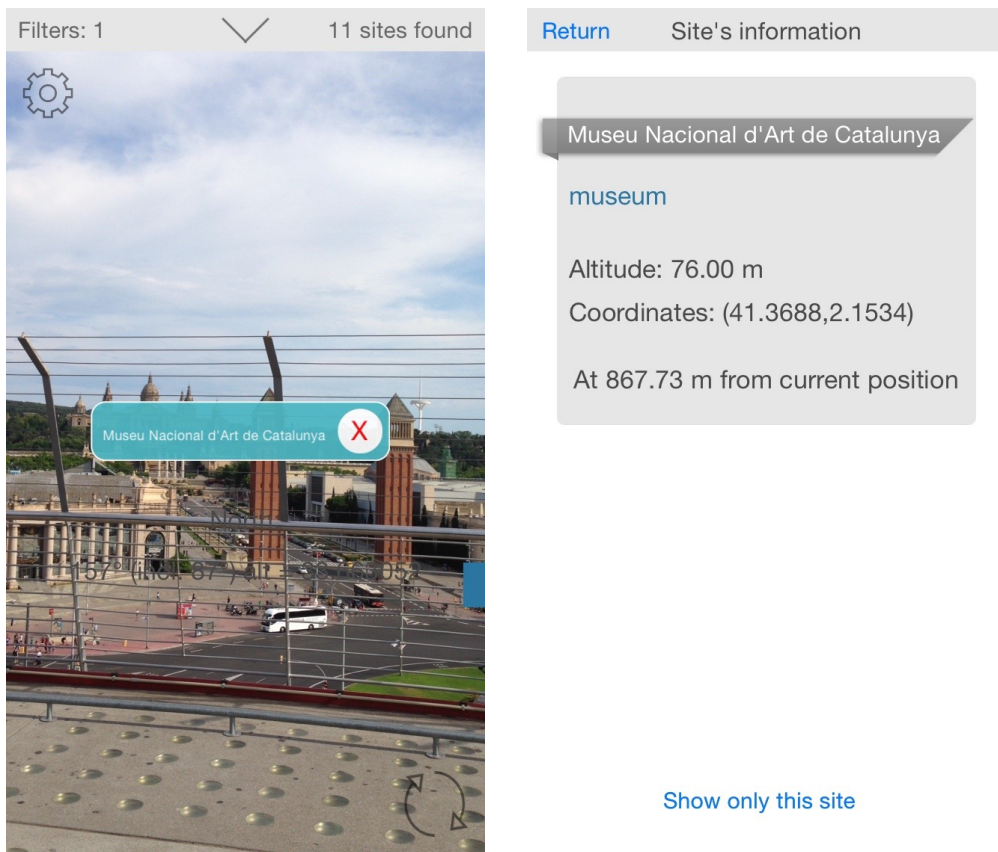 Filters: 1
11 sites found
Museu Nacional d'Art de Catalunya
X
Return
Site's information
Museu Nacional d'Art de Catalunya
museum
Altitude: 76.00 m
Coordinates: (41.3688,2.1534)
At 867.73 m from current position
Show only this site